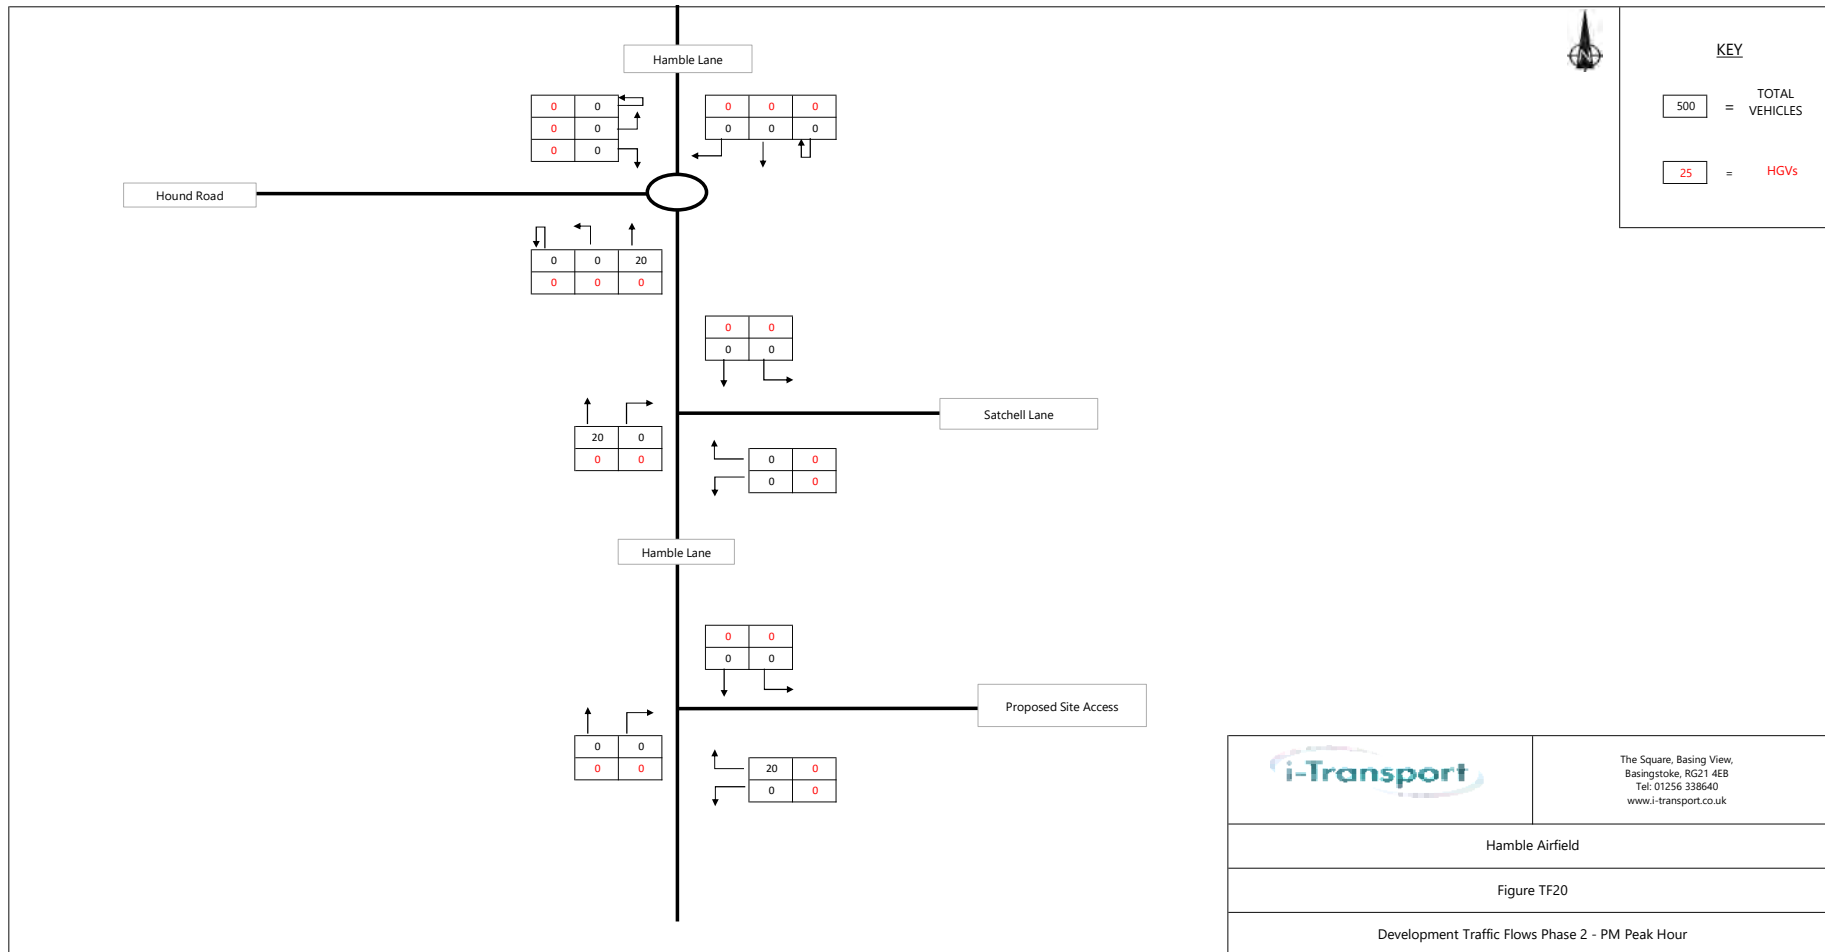 Hamble Lane
0 0
0 0
0 0
0 0 0
0 0 0
Hound Road
0 0 20
0 0 0
0 0
0 0
Satchell Lane
20 0
0 0
0 0
0 0
Hamble Lane
0 0
0 0
Proposed Site Access
0 0
0 0
20 0
0 0
N
KEY
500 = TOTAL
VEHICLES
25 = HGVs
i-Transport
The Square, Basing View,
Basingstoke, RG21 4EB
Tel: 01256 338640
www.i-transport.co.uk
Hamble Airfield
Figure TF20
Development Traffic Flows Phase 2 - PM Peak Hour